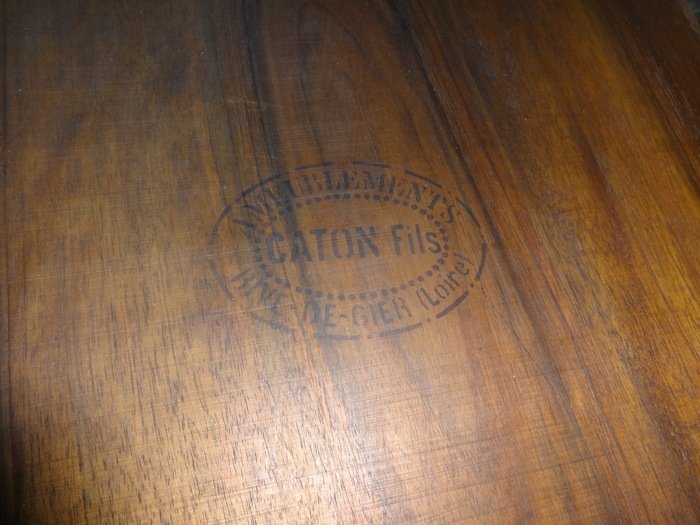 AMEUBLEMENTS
CATON Fils
RIVE-DE-GIER (Loire)